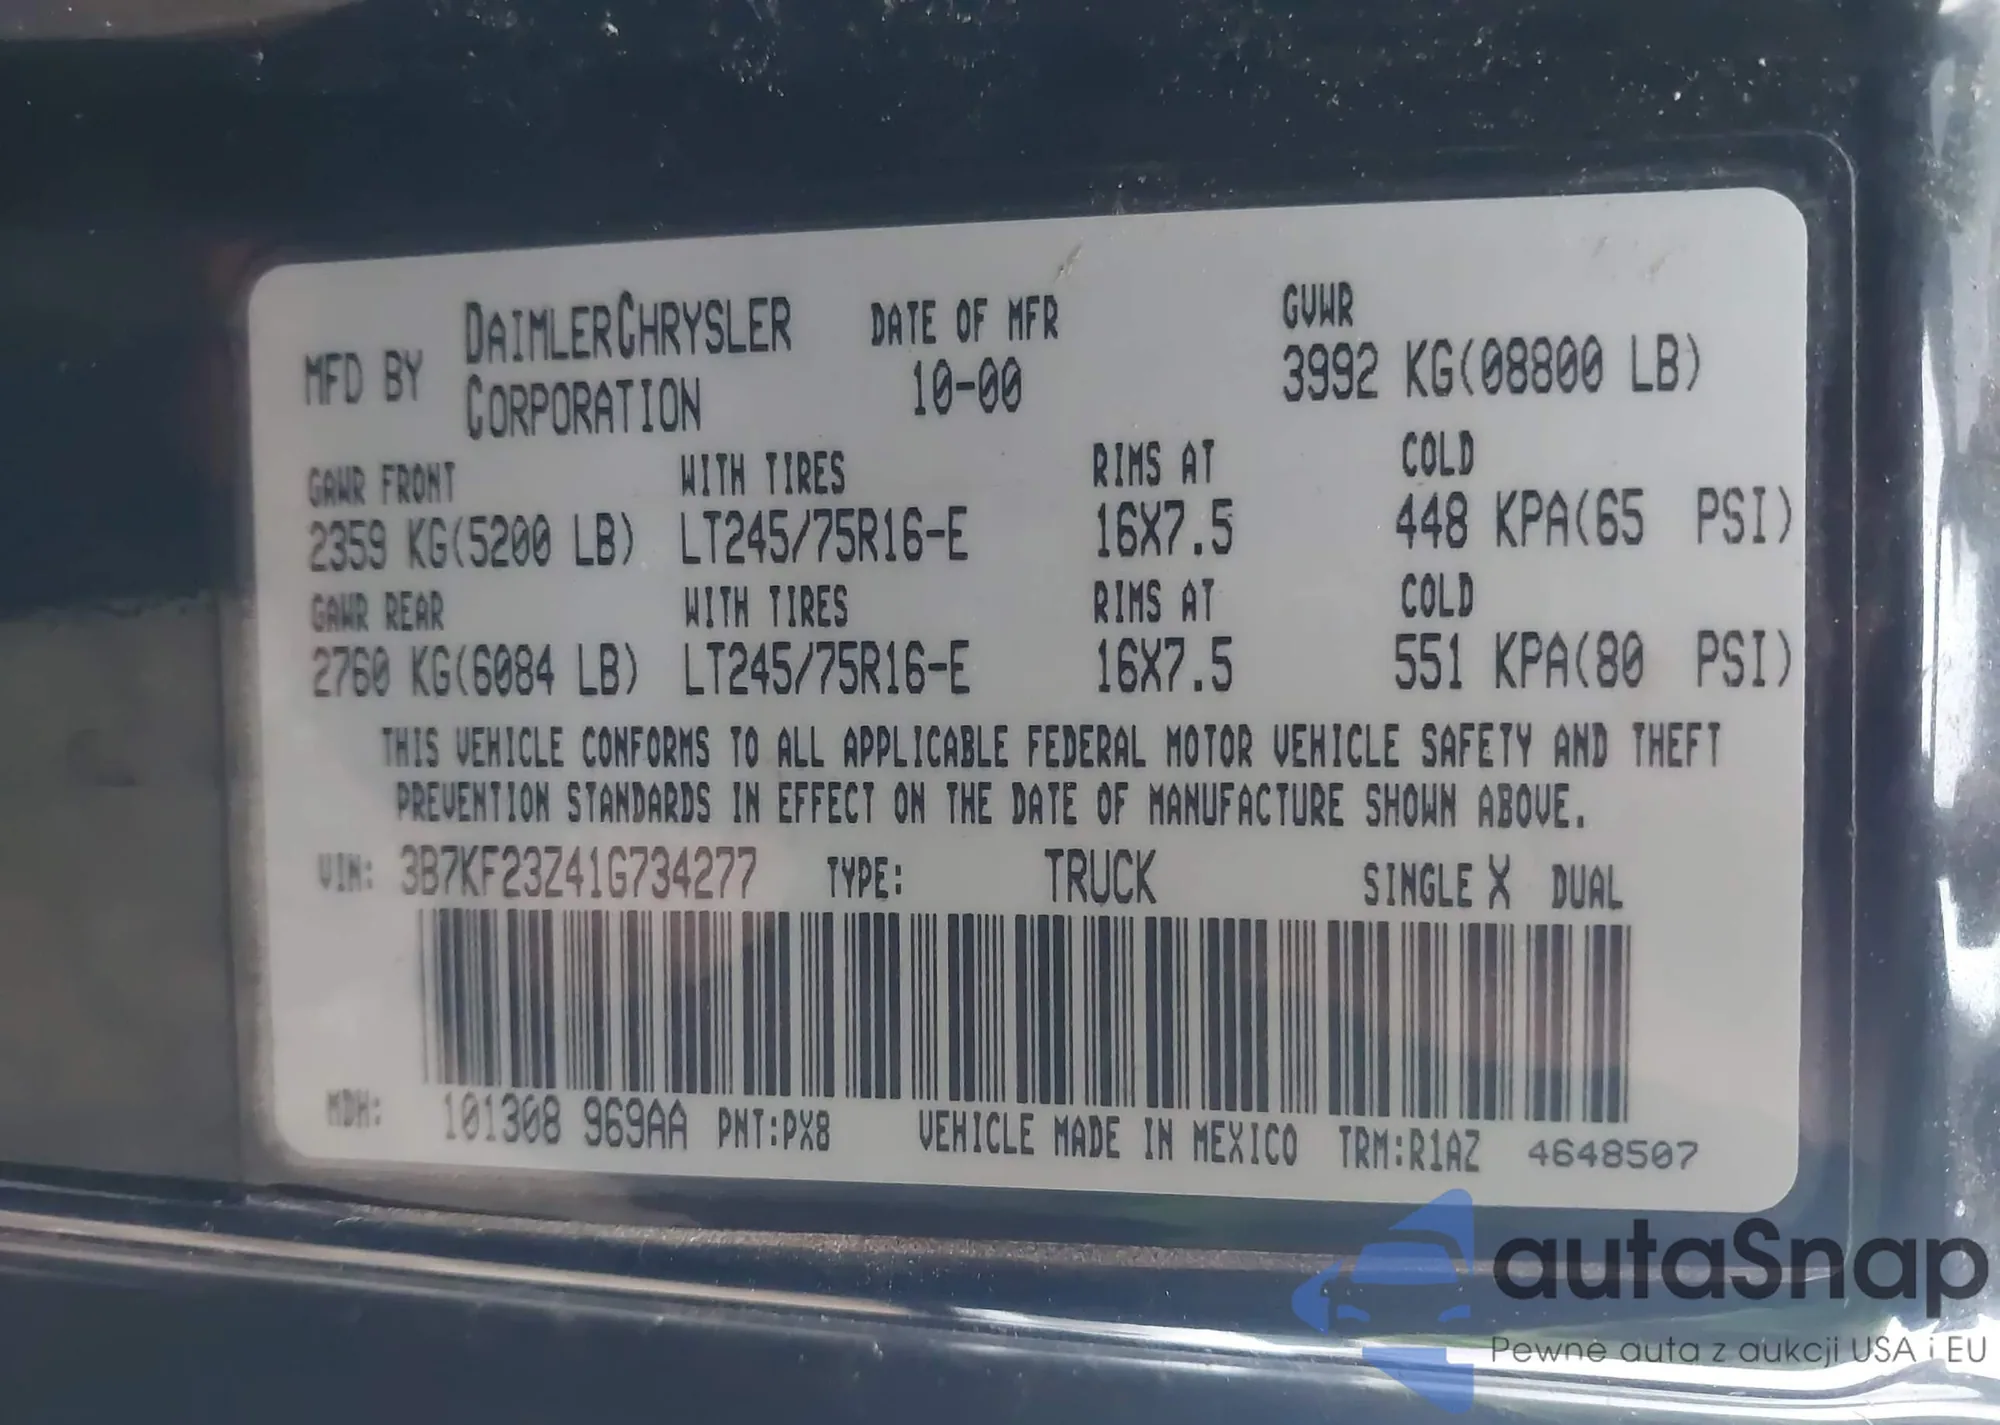 MFD BY DAIMLERCHRYSLER CORPORATION DATE OF MFR 10-00 GVWR 3992 KG(08800 LB)
GAWR FRONT WITH TIRES RIMS AT COLD
2359 KG(5200 LB) LT245/75R16-E 16X7.5 448 KPA(65 PSI)
GAWR REAR WITH TIRES RIMS AT COLD
2760 KG(6084 LB) LT245/75R16-E 16X7.5 551 KPA(80 PSI)
THIS VEHICLE CONFORMS TO ALL APPLICABLE FEDERAL MOTOR VEHICLE SAFETY AND THEFT
PREVENTION STANDARDS IN EFFECT ON THE DATE OF MANUFACTURE SHOWN ABOVE.
VIN: 3B7KF23Z41G734277 TYPE: TRUCK SINGLE X DUAL
MDH: 101308 969AA PNT:PX8 VEHICLE MADE IN MEXICO TRM:R1AZ 4648507
autaSnap
Pewne auta z aukcji USA i EU